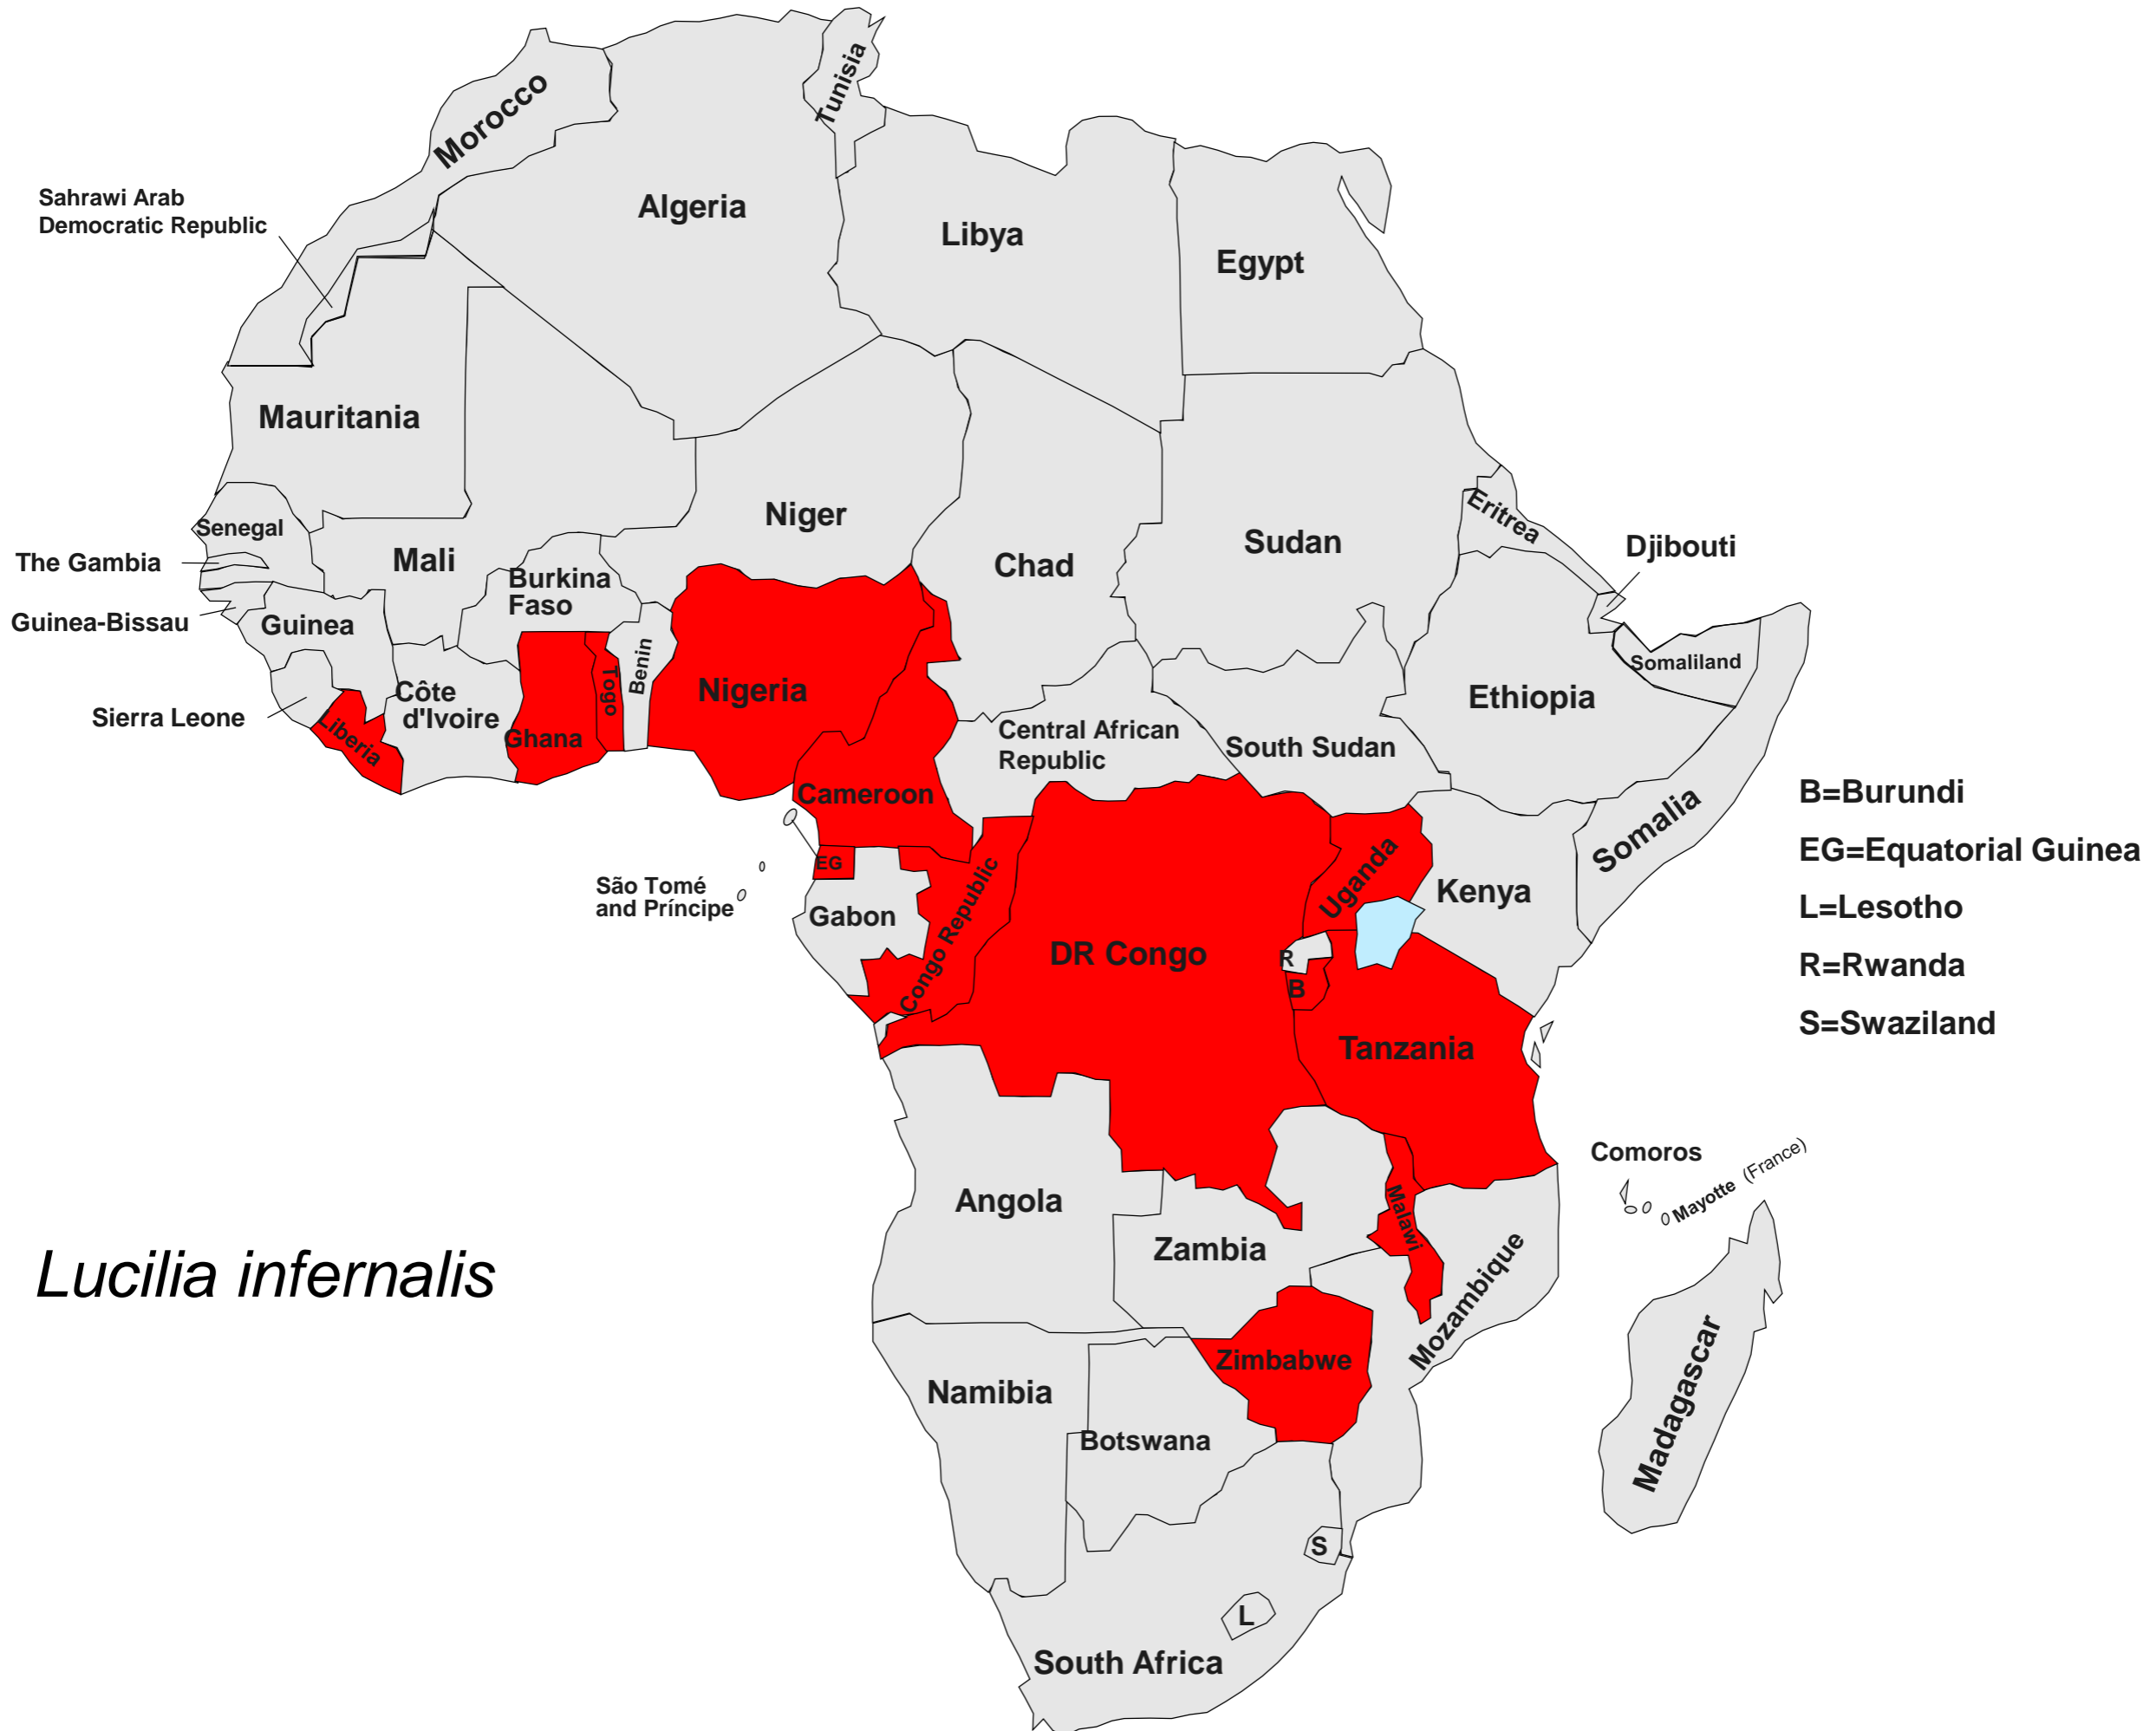 Tunisia
Morocco
Sahrawi Arab
Democratic Republic
Algeria
Libya
Egypt
Mauritania
Niger
Senegal
Eritrea
Sudan
Djibouti
The Gambia
Mali
Chad
Burkina
Faso
Guinea-Bissau
Guinea
Benin
Somaliland
Togo
Nigeria
Côte
d'Ivoire
Ethiopia
Sierra Leone
Liberia
Ghana
Central African
Republic
South Sudan
Cameroon
B=Burundi
Somalia
EG=Equatorial Guinea
EG
Uganda
Kenya
São Tomé
and Príncipe
Gabon
Congo Republic
L=Lesotho
DR Congo
R
R=Rwanda
B
S=Swaziland
Tanzania
Comoros
Mayotte (France)
Angola
Malawi
Zambia
Lucilia infernalis
Mozambique
Zimbabwe
Namibia
Madagascar
Botswana
S
L
South Africa